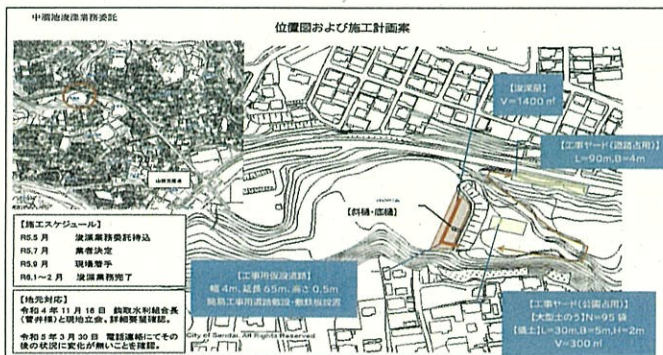 中溜池浚渫業務委託
位置図および施工計画案
【浚渫量】
V=1400 ㎥
【工事ヤード(道路占用)】
L=90m,B=4m
【斜樋・底樋】
【施工スケジュール】
R5.5月 浚渫業務委託持込
R5.7月 業者決定
R5.9月 現場着手
R6.1~2月 浚渫業務完了
【地元対応】
令和4年11月16日 鈎取水利組合長
(菅井様)と現地立会、詳細要望確認。
令和5年3月30日 電話連絡にてその
後の状況に変化が無いことを確認。
【工事用仮設道路】
幅4m、延長65m、高さ0.5m
簡易工事用道路敷設・敷鉄板設置
【工事ヤード(公園占用)】
【大型土のう】N=95袋
【盛土】L=30m,B=5m,H=2m
V=300㎥
City of Sendai. All Rights Reserved